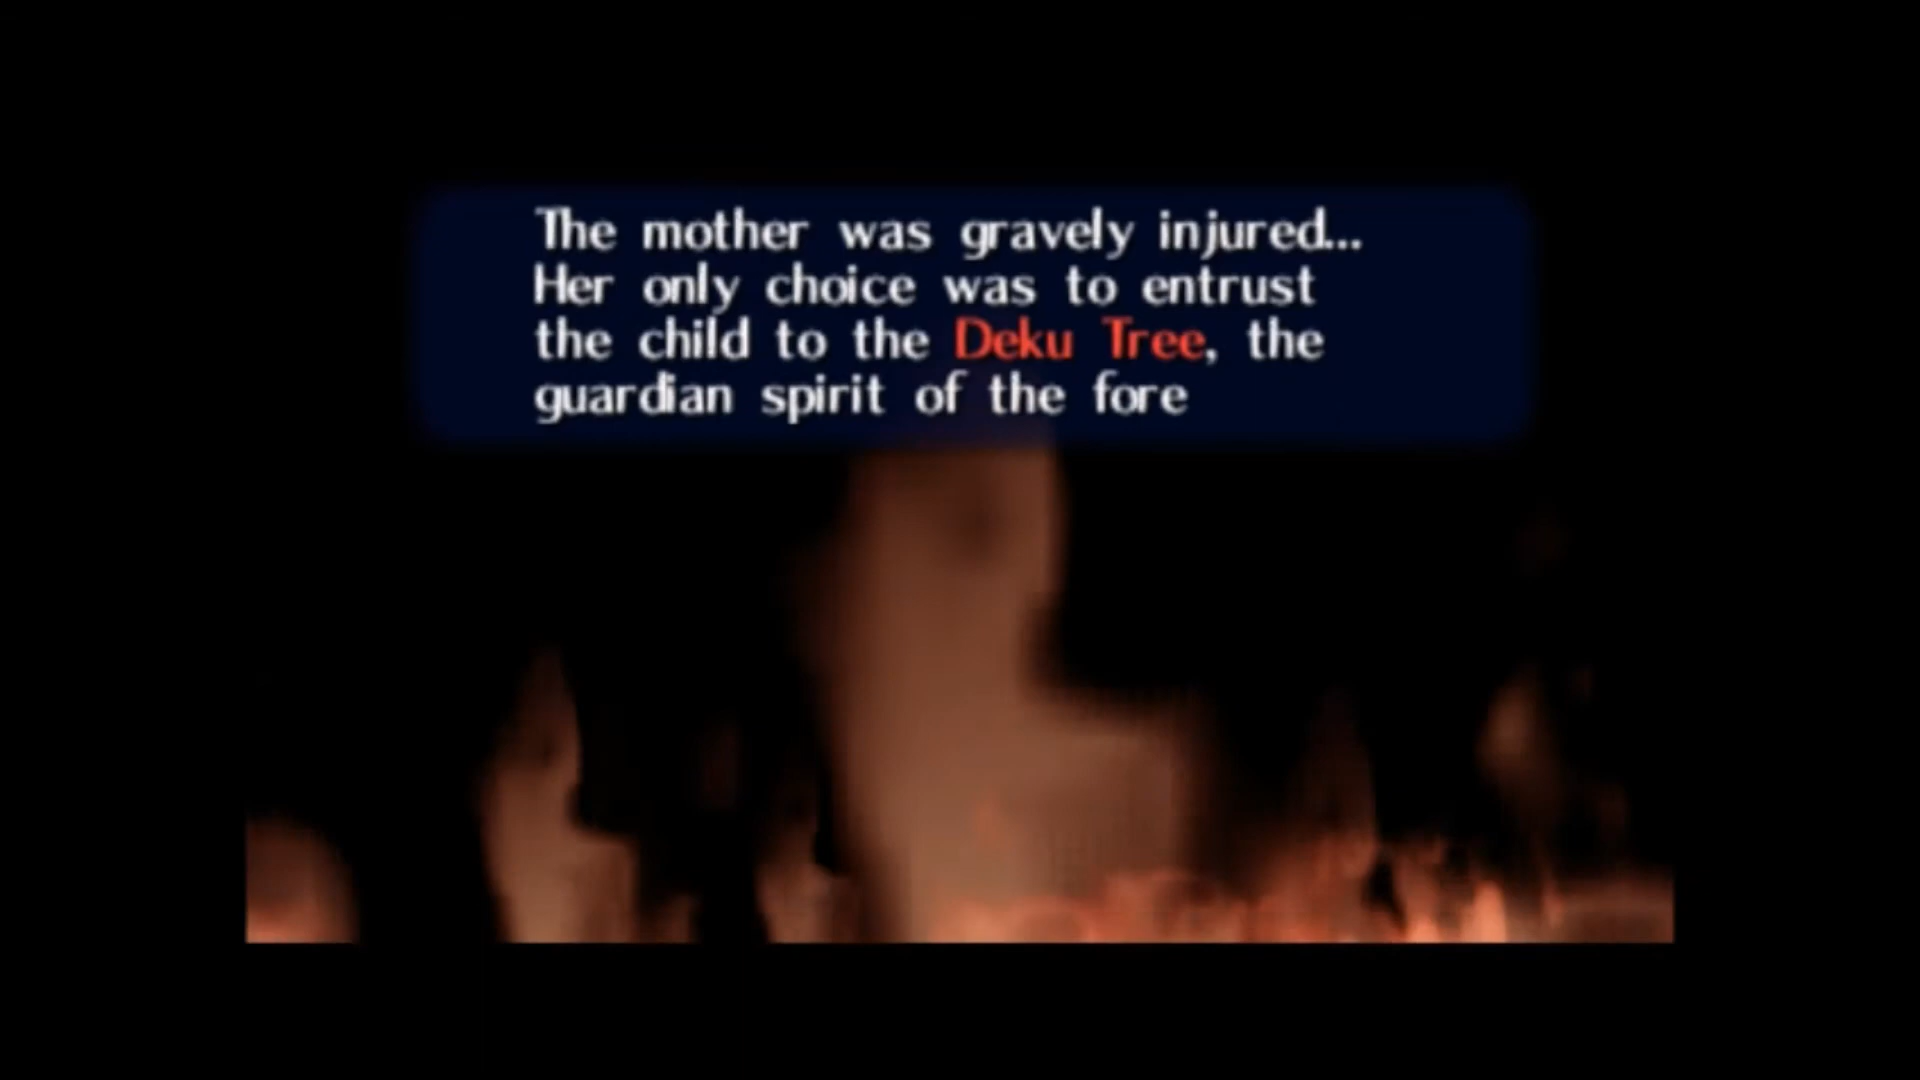 The mother was gravely injured...
Her only choice was to entrust
the child to the Deku Tree, the
guardian spirit of the fore